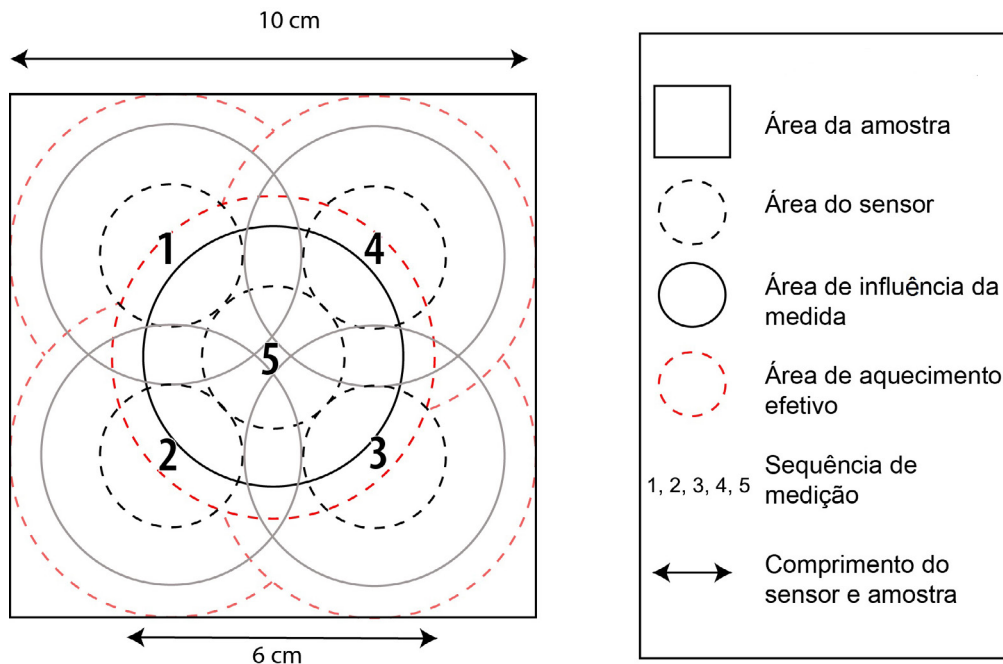 10 cm
1
4
5
2
3
6 cm
Área da amostra
Área do sensor
Área de influência da
medida
Área de aquecimento
efetivo
1, 2, 3, 4, 5
Sequência de
medição
Comprimento do
sensor e amostra